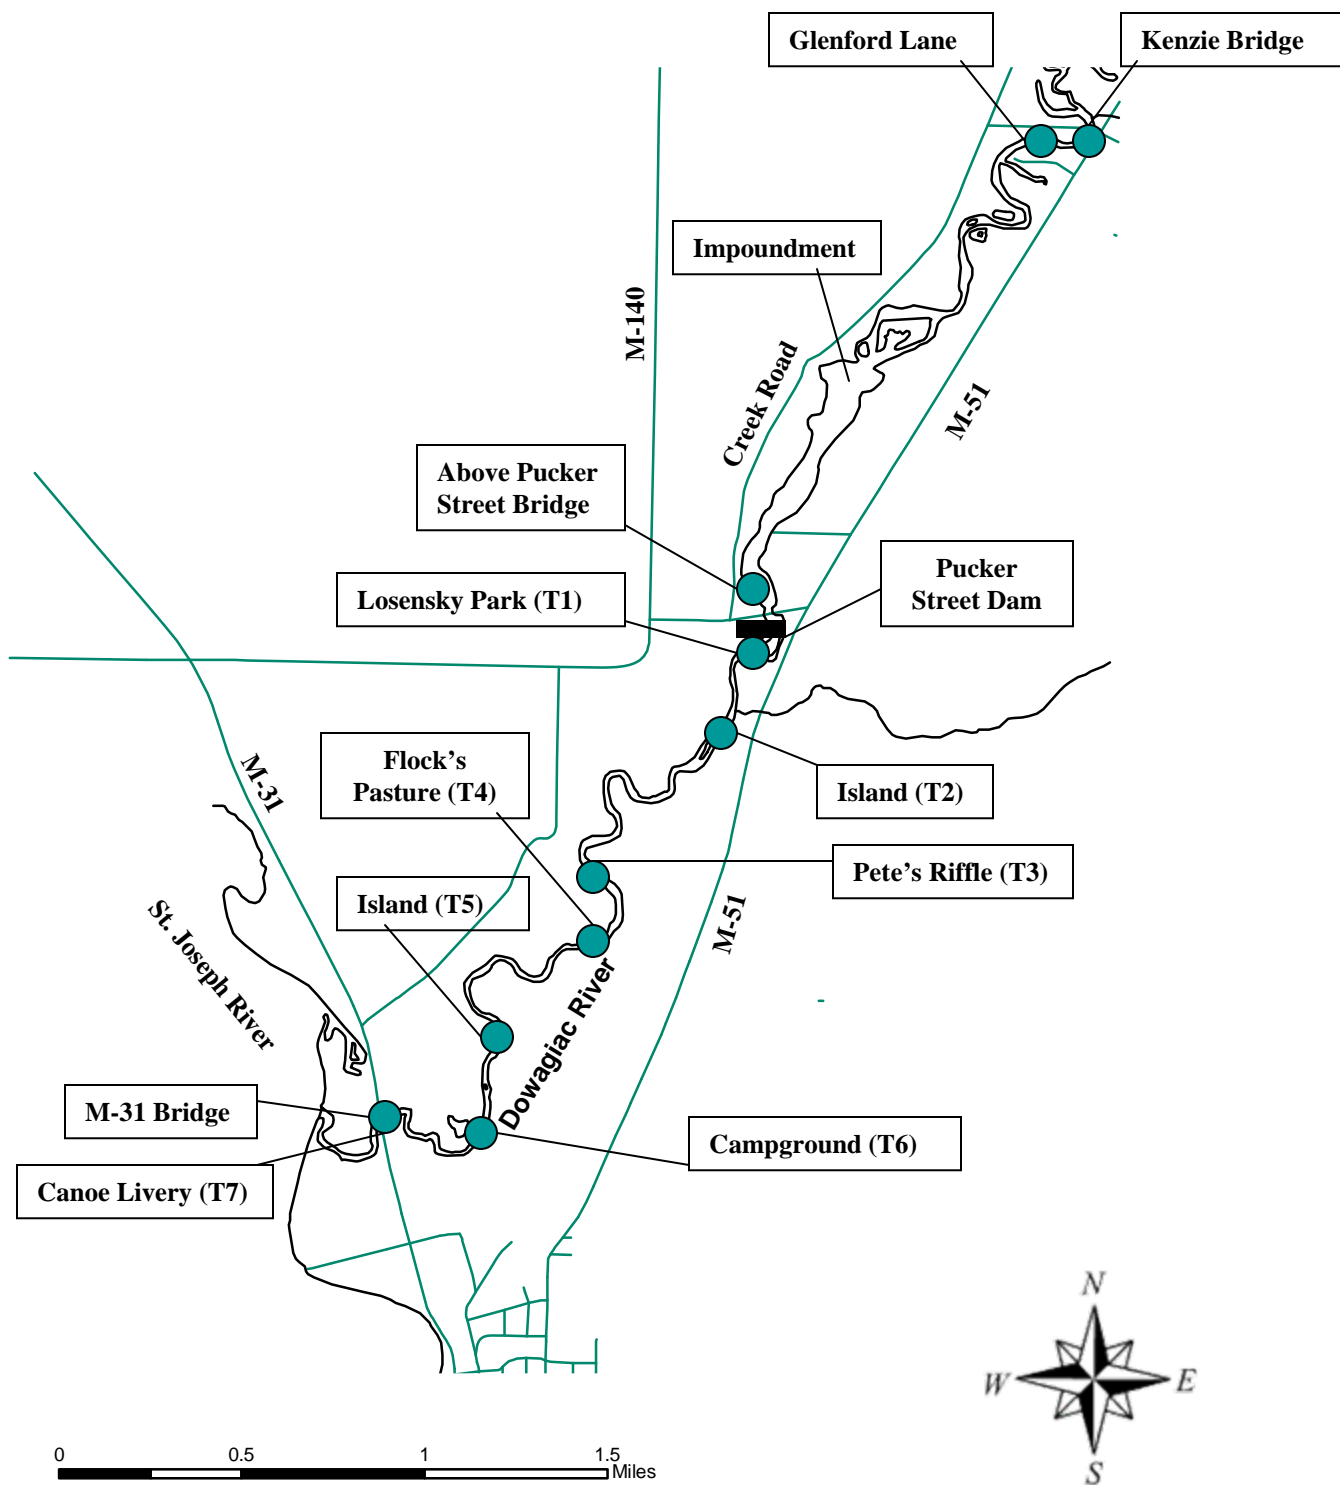 Glenford Lane
Kenzie Bridge
Impoundment
M-140
Creek Road
M-51
Above Pucker
Street Bridge
Pucker
Street Dam
Losensky Park (T1)
Flock's
Pasture (T4)
M-31
Island (T2)
Pete's Riffle (T3)
Island (T5)
M-51
St. Joseph River
Dowagiac River
M-31 Bridge
Campground (T6)
Canoe Livery (T7)
N
W
E
S
0 0.5 1 1.5
Miles